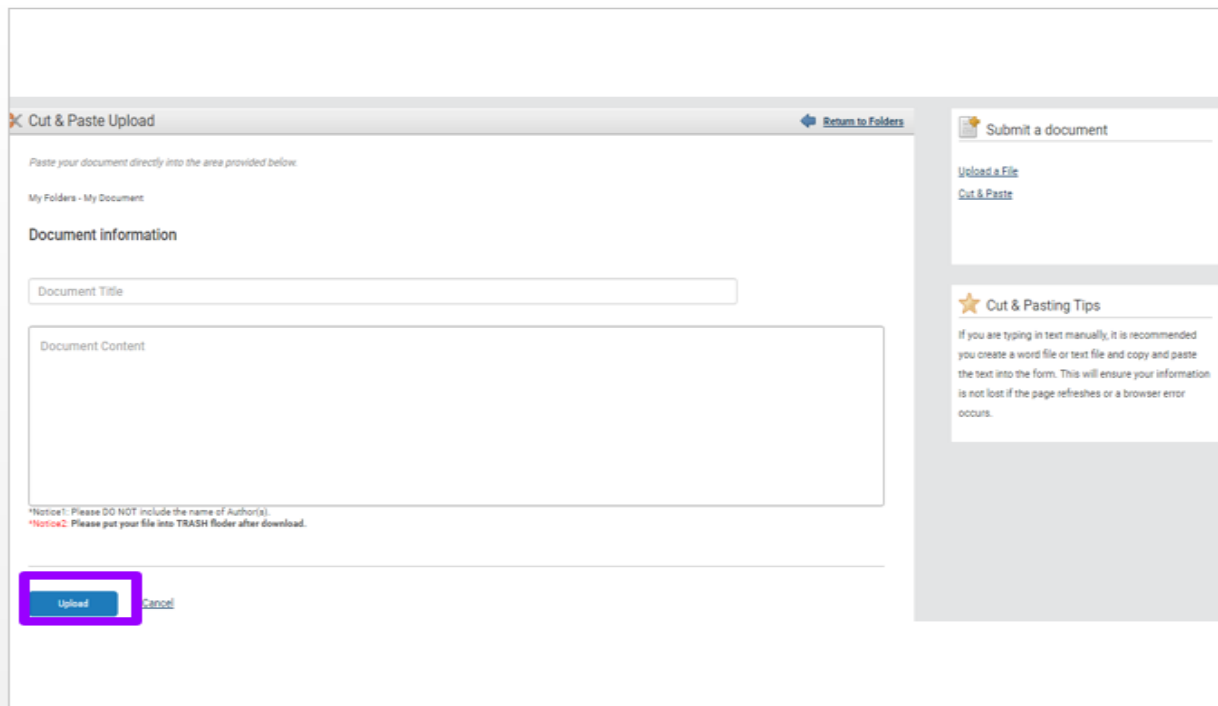 Cut & Paste Upload
Return to Folders
Paste your document directly into the area provided below.
My Folders - My Document
Document information
Document Title
Document Content
*Notice1: Please DO NOT include the name of Author(s).
*Notice2: Please put your file into TRASH floder after download.
Upload
Cancel
Submit a document
Upload a File
Cut & Paste
Cut & Pasting Tips
If you are typing in text manually, it is recommended
you create a word file or text file and copy and paste
the text into the form. This will ensure your information
is not lost if the page refreshes or a browser error
occurs.